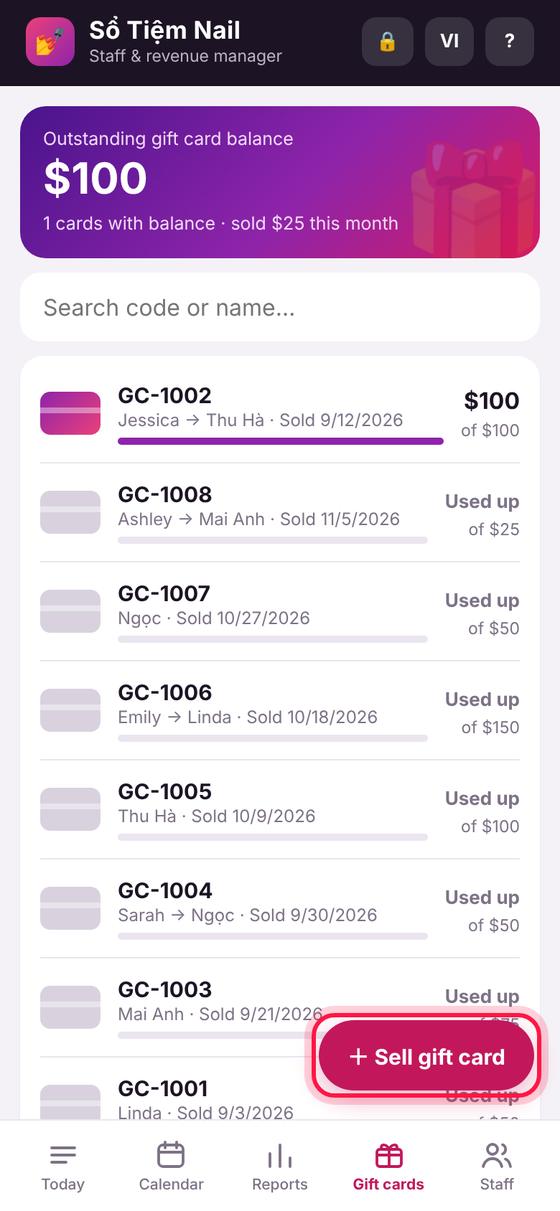 Sổ Tiệm Nail
Staff & revenue manager
VI
?
Outstanding gift card balance
$100
1 cards with balance · sold $25 this month
Search code or name...
GC-1002
$100
Jessica → Thu Hà · Sold 9/12/2026
of $100
GC-1008
Used up
Ashley → Mai Anh · Sold 11/5/2026
of $25
GC-1007
Used up
Ngọc · Sold 10/27/2026
of $50
GC-1006
Used up
Emily → Linda · Sold 10/18/2026
of $150
GC-1005
Used up
Thu Hà · Sold 10/9/2026
of $100
GC-1004
Used up
Sarah → Ngọc · Sold 9/30/2026
of $50
GC-1003
Used up
Mai Anh · Sold 9/21/2026
of $75
+ Sell gift card
GC-1001
Used up
Linda · Sold 9/3/2026
of $50
Today
Calendar
Reports
Gift cards
Staff